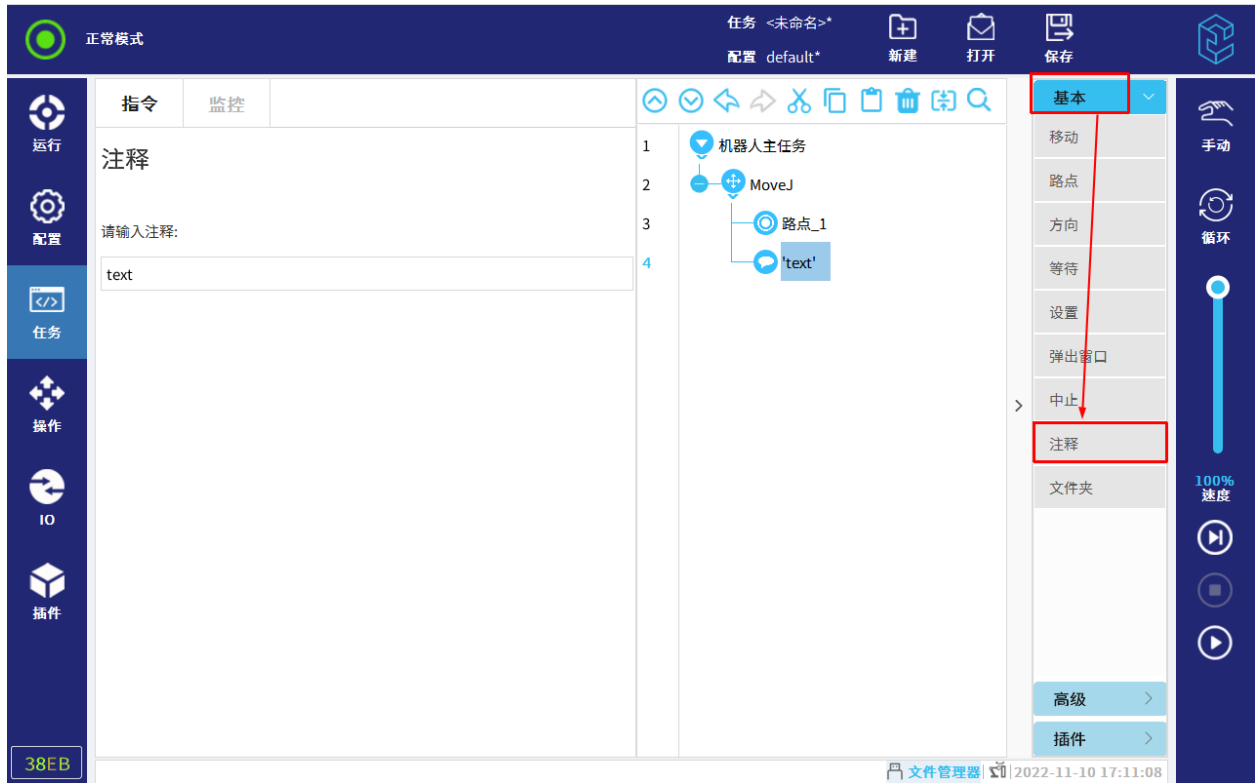 正常模式
任务 <未命名>*
配置 default*
新建
打开
保存
运行
配置
任务
操作
IO
插件
38EB
指令
监控
注释
请输入注释:
text
1 机器人主任务
2 MoveJ
3 路点_1
4 'text'
基本
移动
路点
方向
等待
设置
弹出窗口
中止
注释
文件夹
高级
插件
手动
循环
100%
速度
文件管理器
2022-11-10 17:11:08